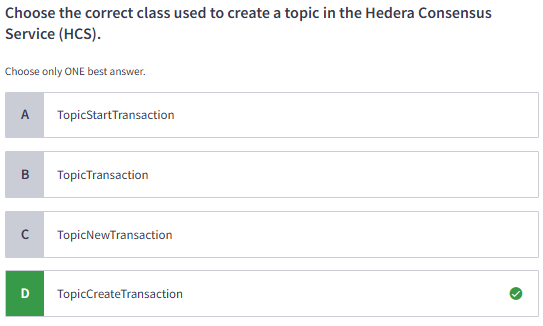 Choose the correct class used to create a topic in the Hedera Consensus
Service (HCS).
Choose only ONE best answer.
A TopicStartTransaction
B TopicTransaction
C TopicNewTransaction
D TopicCreateTransaction